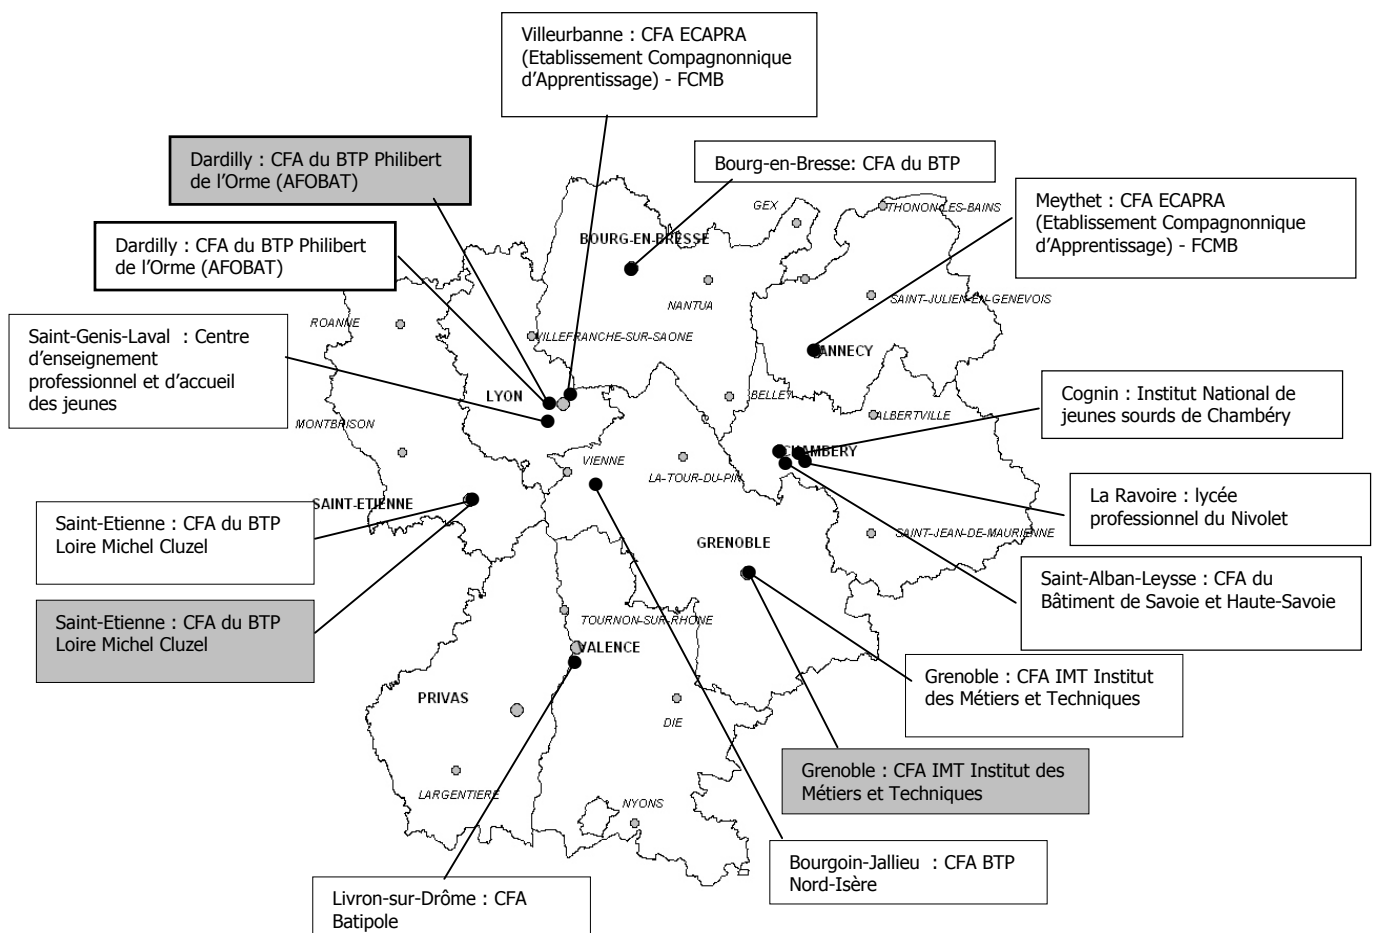 Villeurbanne : CFA ECAPRA
(Etablissement Compagnonnique
d'Apprentissage) - FCMB
Dardilly : CFA du BTP Philibert
de l'Orme (AFOBAT)
Bourg-en-Bresse: CFA du BTP
Meythet : CFA ECAPRA
(Etablissement Compagnonnique
d'Apprentissage) - FCMB
Dardilly : CFA du BTP Philibert
de l'Orme (AFOBAT)
GEX
THONON-LES-BAINS
BOURG-EN-BRESSE
NANTUA
SAINT-JULIEN-EN-GENEVOIS
ROANNE
VILLEFRANCHE-SUR-SAONE
Saint-Genis-Laval : Centre
d'enseignement
professionnel et d'accueil
des jeunes
ANNECY
LYON
BELLEY
ALBERTVILLE
Cognin : Institut National de
jeunes sourds de Chambéry
MONTBRISON
CHAMBERY
VIENNE
LA-TOUR-DU-PIN
SAINT-ETIENNE
La Ravoire : lycée
professionnel du Nivolet
Saint-Etienne : CFA du BTP
Loire Michel Cluzel
SAINT-JEAN-DE-MAURIENNE
GRENOBLE
Saint-Alban-Leysse : CFA du
Bâtiment de Savoie et Haute-Savoie
Saint-Etienne : CFA du BTP
Loire Michel Cluzel
TOURNON-SUR-RHONE
VALENCE
Grenoble : CFA IMT Institut
des Métiers et Techniques
PRIVAS
DIE
Grenoble : CFA IMT Institut des
Métiers et Techniques
LARGENTIERE
NYONS
Bourgoin-Jallieu : CFA BTP
Nord-Isère
Livron-sur-Drôme : CFA
Batipole